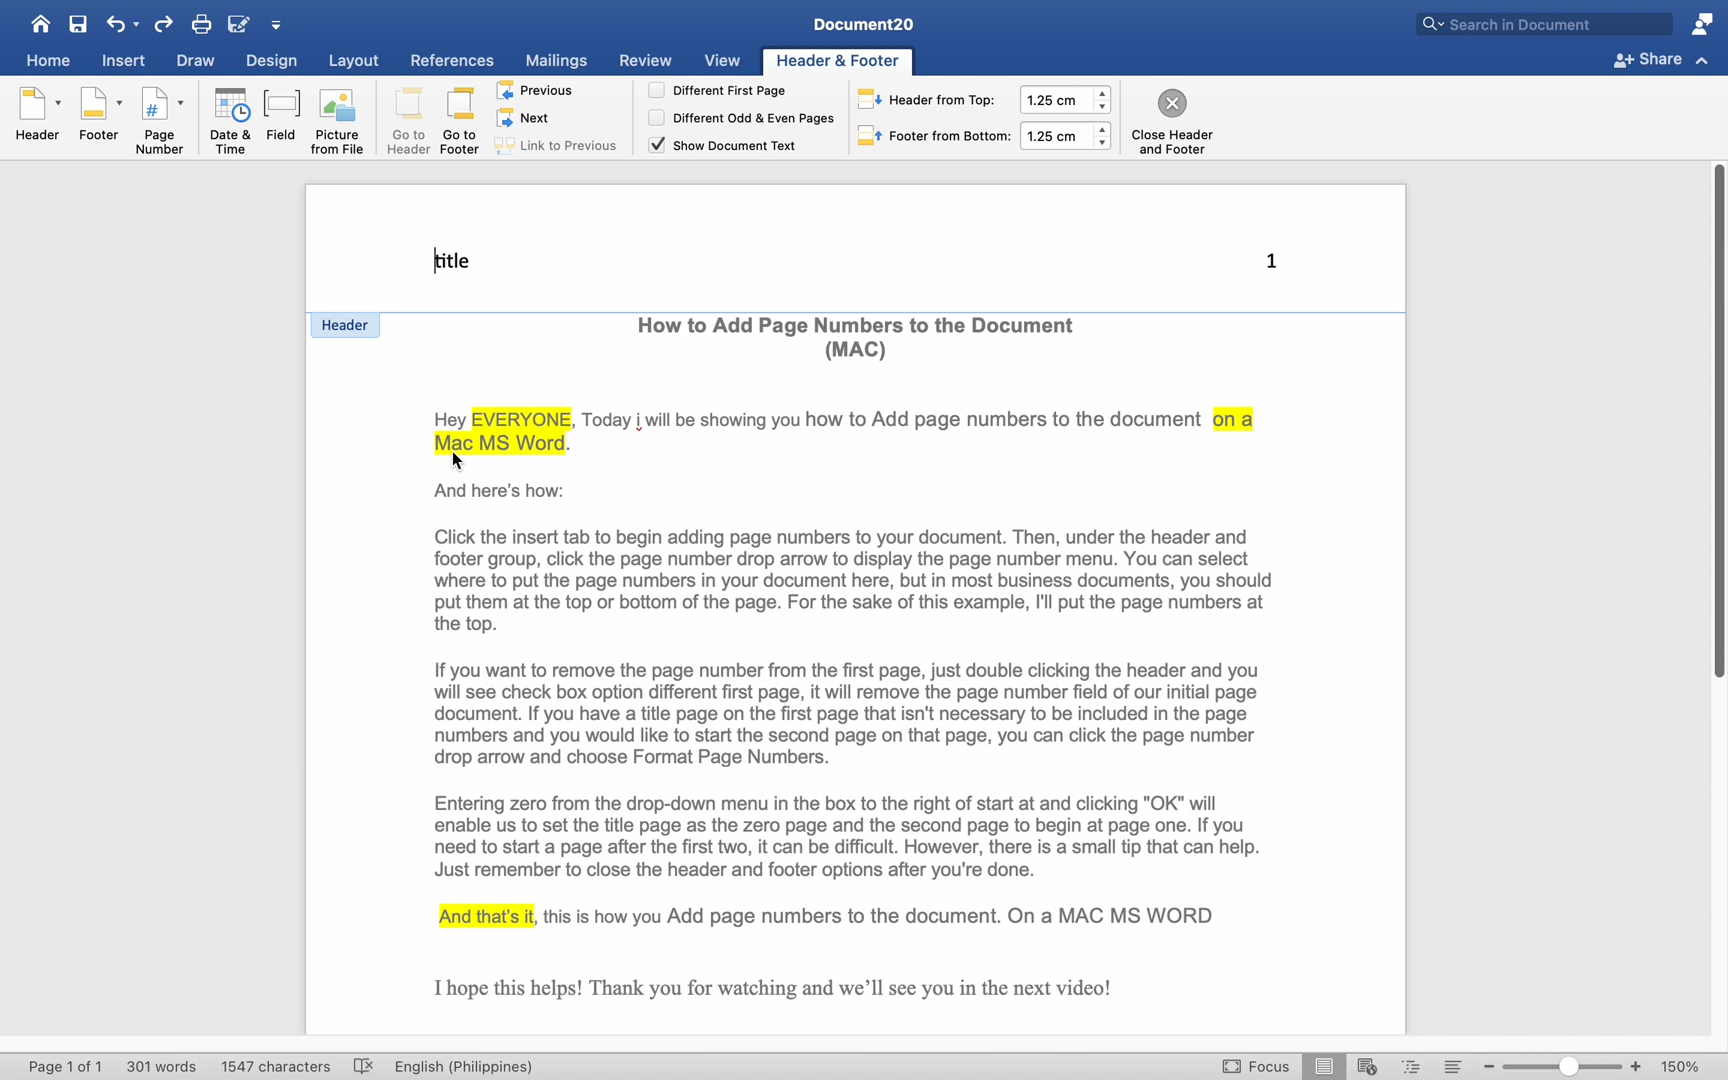 Document20
Search in Document
Home Insert Draw Design Layout References Mailings Review View Header & Footer Share
Header
Footer
Page
Number
Date &
Time
Field
Picture
from File
Go to
Header
Go to
Footer
Previous
Next
Link to Previous
Different First Page
Different Odd & Even Pages
Show Document Text
Header from Top: 1.25 cm
Footer from Bottom: 1.25 cm
Close Header
and Footer
title 1
Header
How to Add Page Numbers to the Document
(MAC)
Hey EVERYONE, Today i will be showing you how to Add page numbers to the document on a
Mac MS Word.
And here's how:
Click the insert tab to begin adding page numbers to your document. Then, under the header and
footer group, click the page number drop arrow to display the page number menu. You can select
where to put the page numbers in your document here, but in most business documents, you should
put them at the top or bottom of the page. For the sake of this example, I'll put the page numbers at
the top.
If you want to remove the page number from the first page, just double clicking the header and you
will see check box option different first page, it will remove the page number field of our initial page
document. If you have a title page on the first page that isn't necessary to be included in the page
numbers and you would like to start the second page on that page, you can click the page number
drop arrow and choose Format Page Numbers.
Entering zero from the drop-down menu in the box to the right of start at and clicking "OK" will
enable us to set the title page as the zero page and the second page to begin at page one. If you
need to start a page after the first two, it can be difficult. However, there is a small tip that can help.
Just remember to close the header and footer options after you're done.
And that's it, this is how you Add page numbers to the document. On a MAC MS WORD
I hope this helps! Thank you for watching and we'll see you in the next video!
Page 1 of 1 301 words 1547 characters English (Philippines) Focus 150%